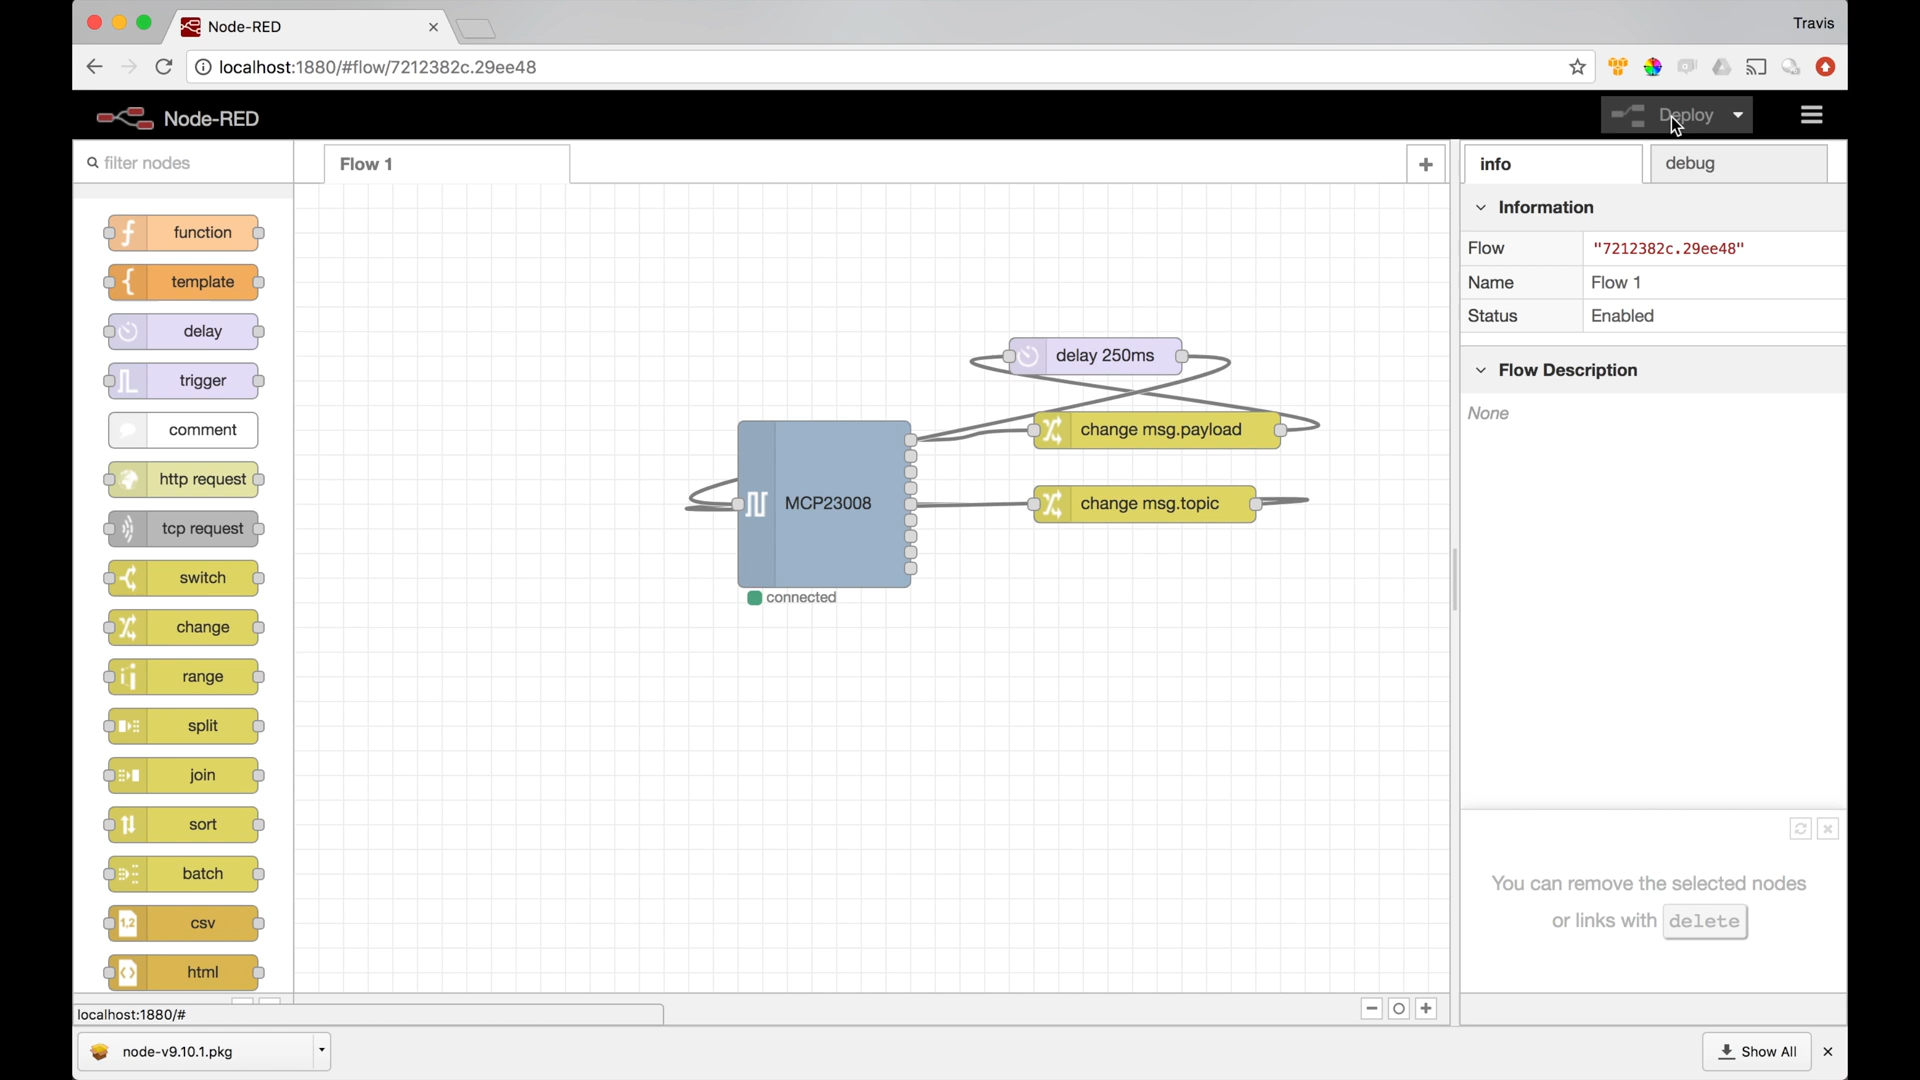 Node-RED
Travis
localhost:1880/#flow/7212382c.29ee48
Node-RED
Deploy
filter nodes
Flow 1
info
debug
function
template
delay
trigger
comment
http request
tcp request
switch
change
range
split
join
sort
batch
csv
html
delay 250ms
change msg.payload
MCP23008
change msg.topic
connected
Information
Flow "7212382c.29ee48"
Name Flow 1
Status Enabled
Flow Description
None
You can remove the selected nodes
or links with delete
localhost:1880/#
node-v9.10.1.pkg
Show All